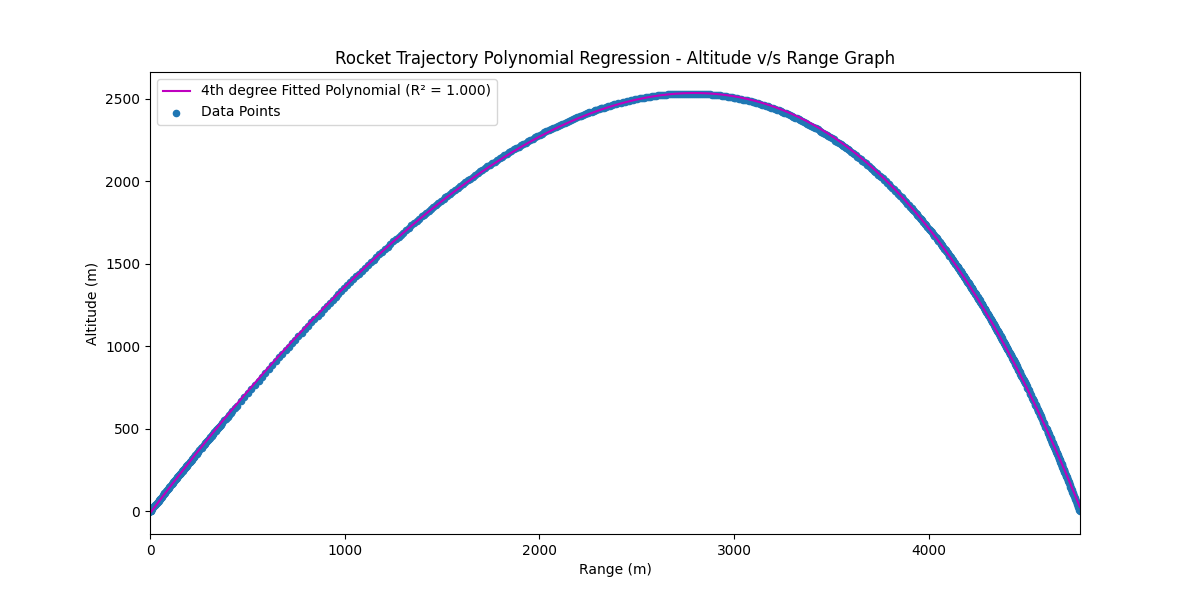 Rocket Trajectory Polynomial Regression - Altitude v/s Range Graph
4th degree Fitted Polynomial (R² = 1.000)
Data Points
2500
2000
1500
1000
500
0
Altitude (m)
0 1000 2000 3000 4000
Range (m)